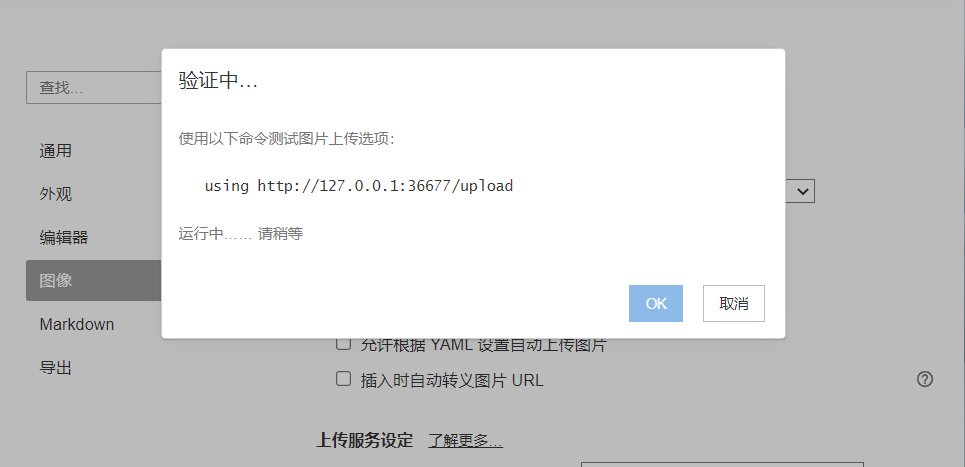 验证中…
查找…
使用以下命令测试图片上传选项：
通用
using http://127.0.0.1:36677/upload
外观
编辑器
运行中…… 请稍等
图像
OK
取消
Markdown
允许根据 YAML 设置自动上传图片
导出
插入时自动转义图片 URL
上传服务设定 了解更多…